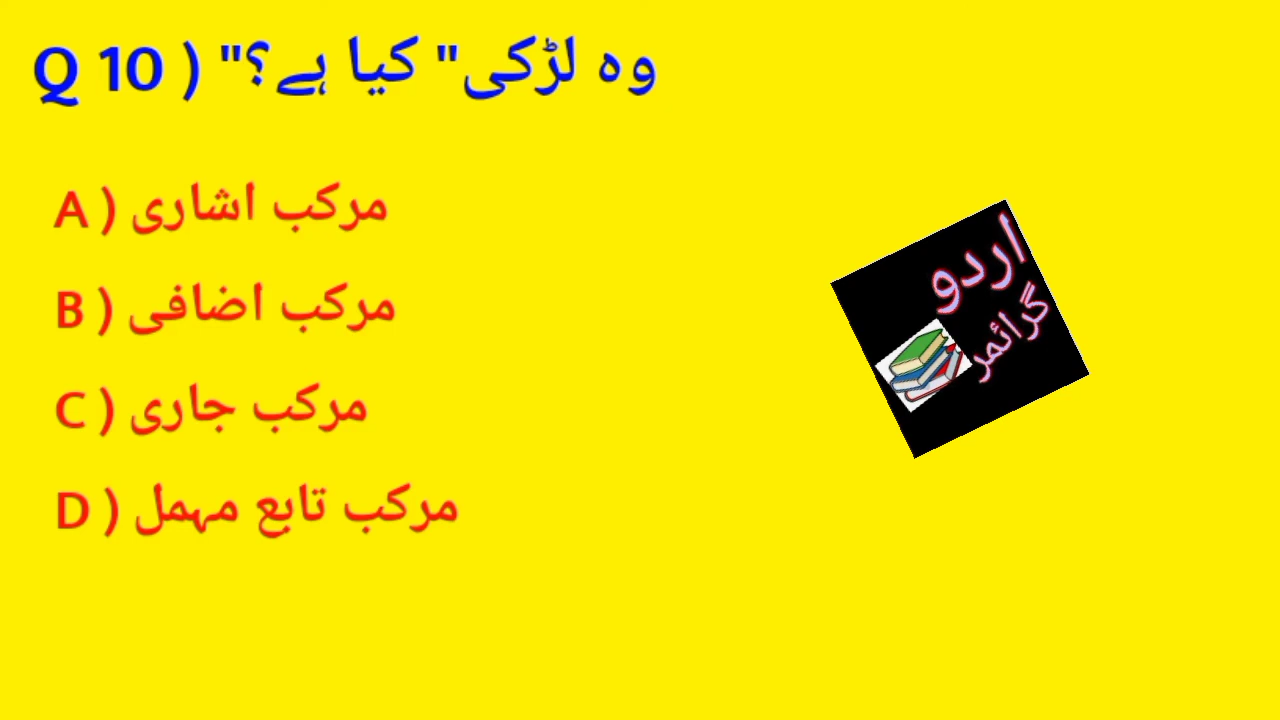 Q 10 ) "وہ لڑکی" کیا ہے؟
A ) مرکب اشاری
B ) مرکب اضافی
C ) مرکب جاری
D ) مرکب تابع مہمل
اردو
گرائمر